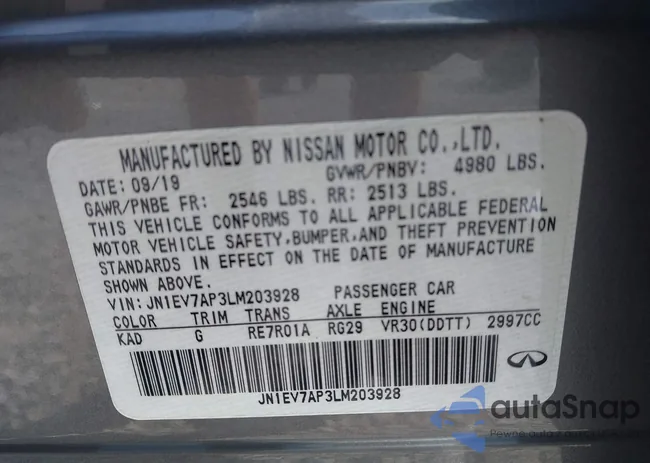 MANUFACTURED BY NISSAN MOTOR CO.,LTD.
DATE: 09/19 GVWR/PNBV: 4980 LBS.
GAWR/PNBE FR: 2546 LBS. RR: 2513 LBS.
THIS VEHICLE CONFORMS TO ALL APPLICABLE FEDERAL
MOTOR VEHICLE SAFETY,BUMPER,AND THEFT PREVENTION
STANDARDS IN EFFECT ON THE DATE OF MANUFACTURE
SHOWN ABOVE.
VIN: JN1EV7AP3LM203928 PASSENGER CAR
COLOR TRIM TRANS AXLE ENGINE
KAD G RE7R01A RG29 VR30(DDTT) 2997CC
JN1EV7AP3LM203928
autaSnap
Pewne auta z